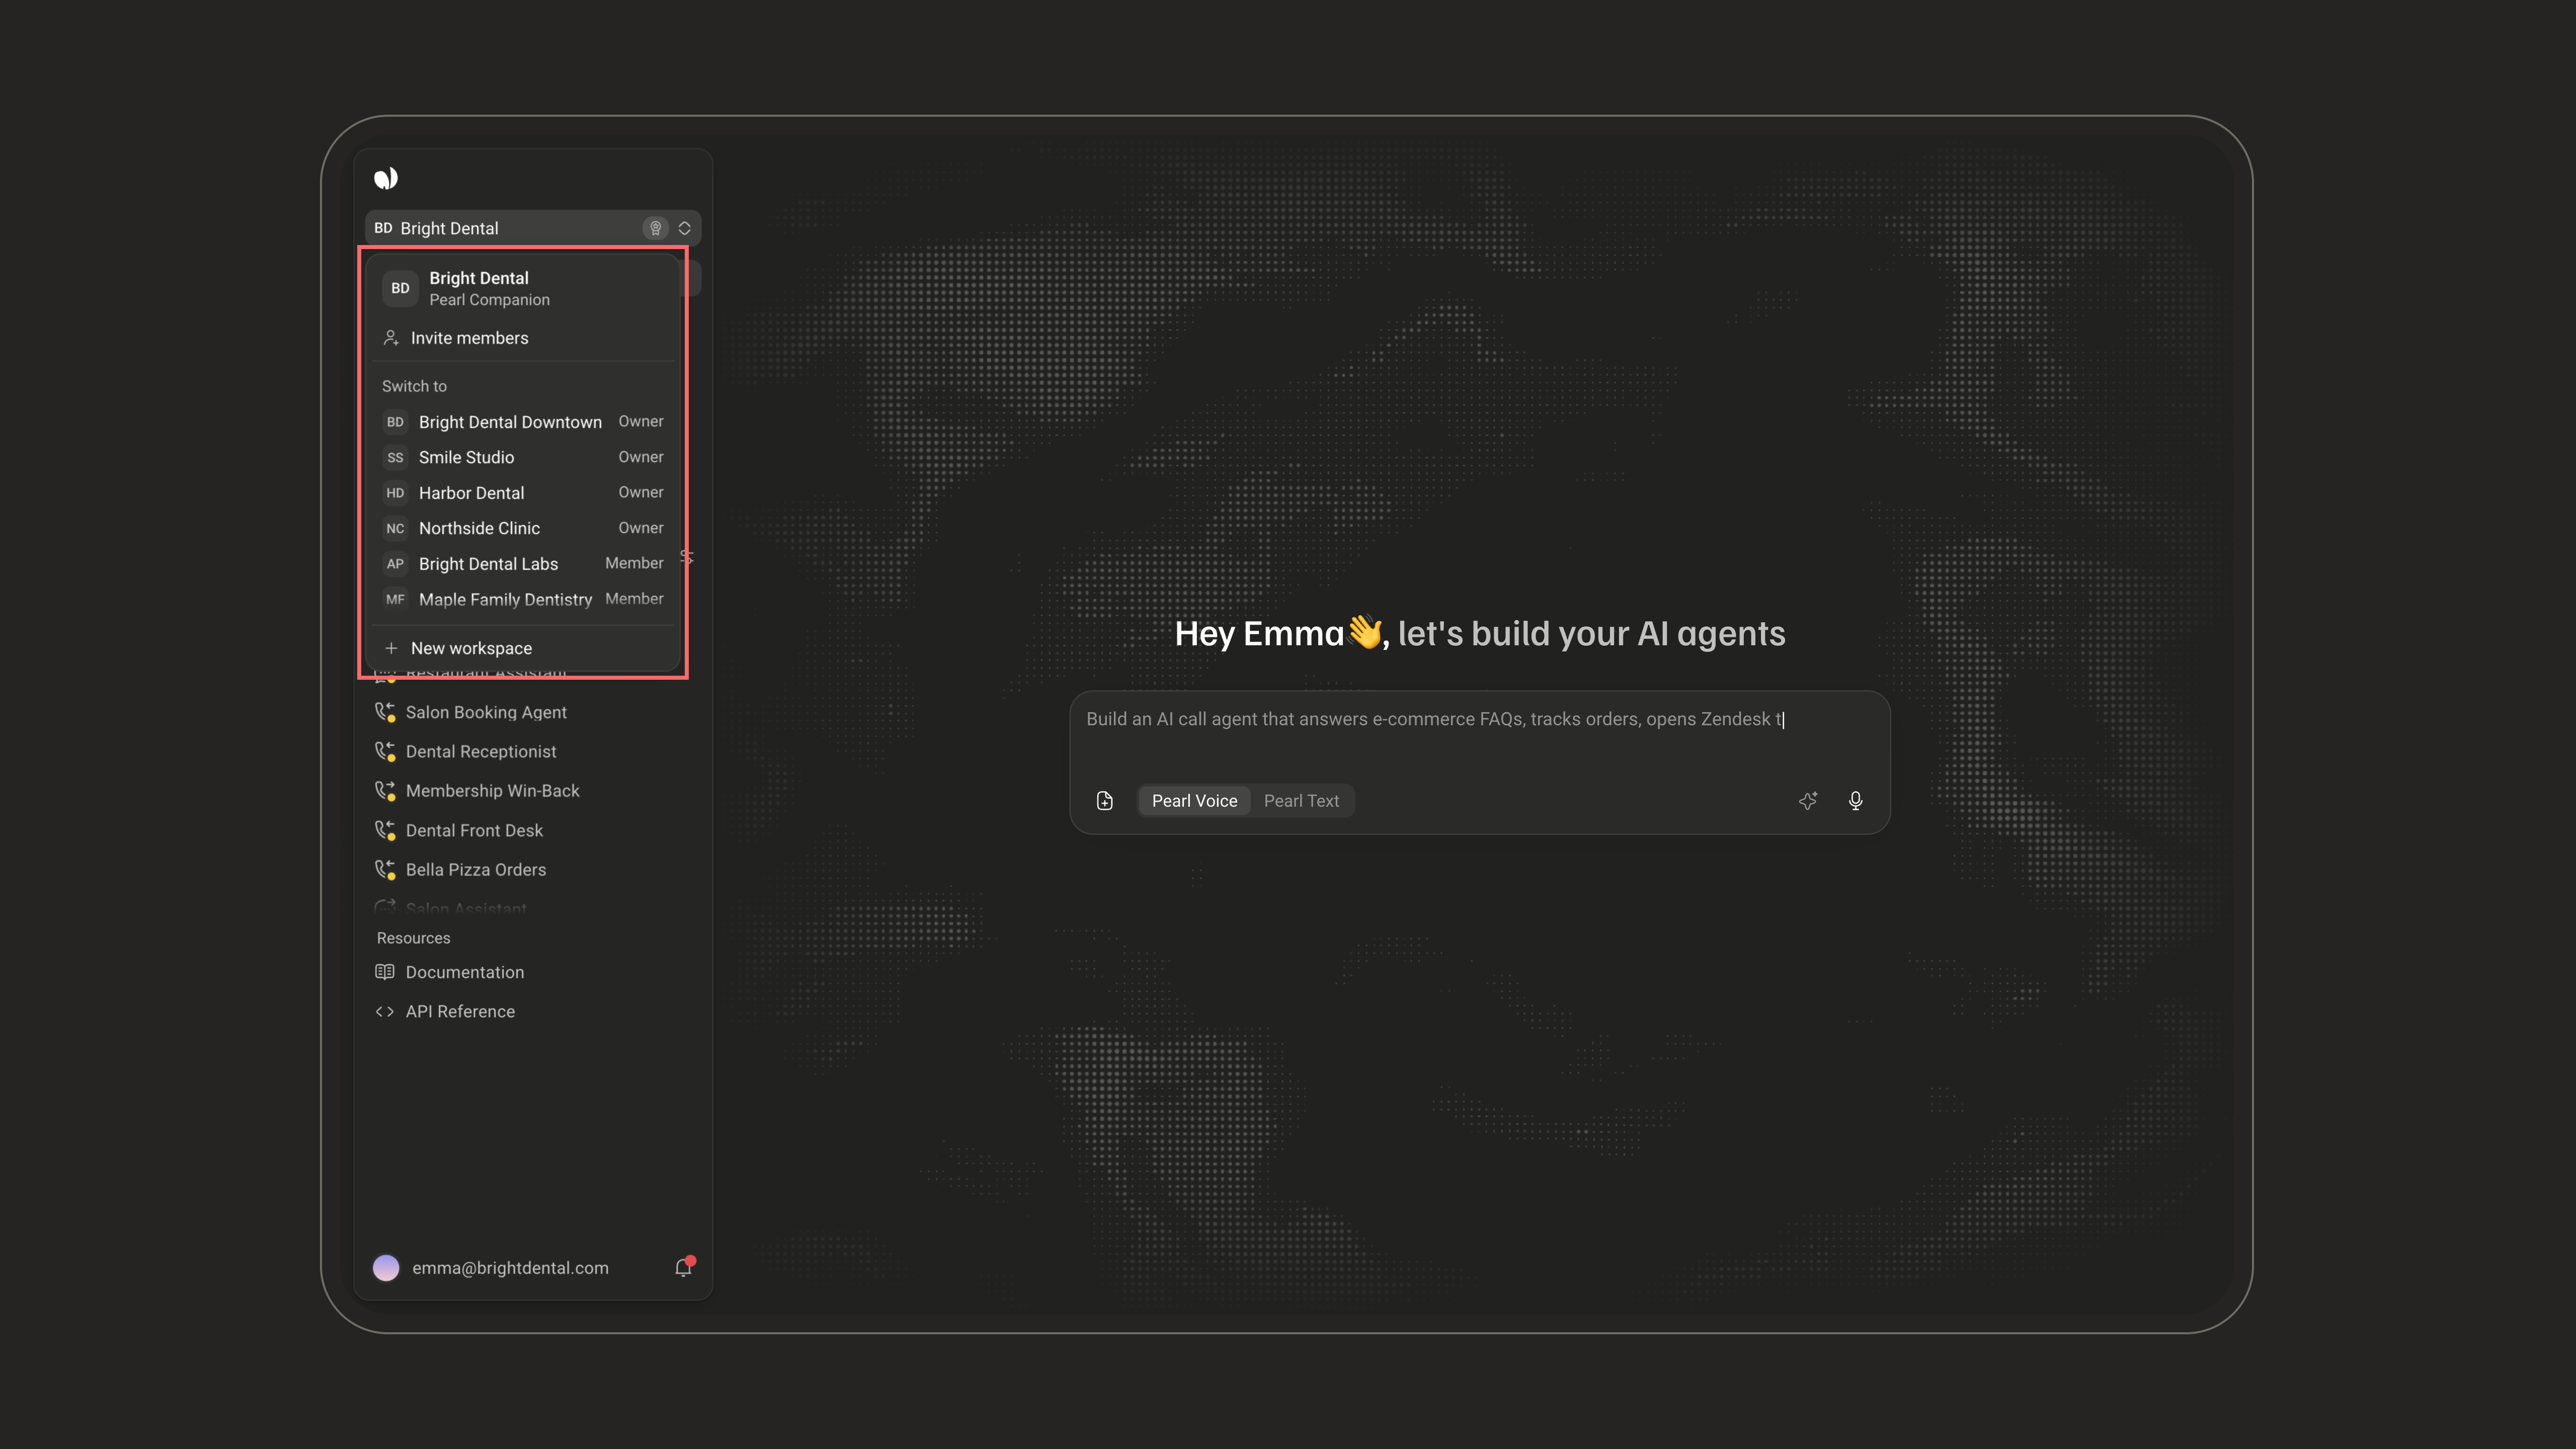 BD Bright Dental
BD
Bright Dental
Pearl Companion
Invite members
Switch to
BD Bright Dental Downtown Owner
SS Smile Studio Owner
HD Harbor Dental Owner
NC Northside Clinic Owner
AP Bright Dental Labs Member
MF Maple Family Dentistry Member
New workspace
Restaurant Assistant
Salon Booking Agent
Dental Receptionist
Membership Win-Back
Dental Front Desk
Bella Pizza Orders
Salon Assistant
Resources
Documentation
API Reference
emma@brightdental.com
Hey Emma👋, let's build your AI agents
Build an AI call agent that answers e-commerce FAQs, tracks orders, opens Zendesk t
Pearl Voice Pearl Text